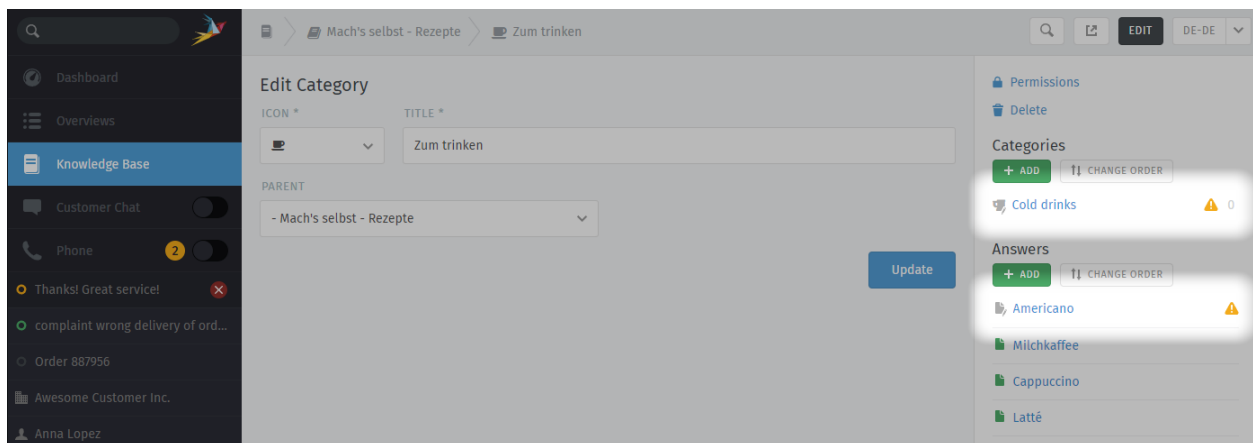 Mach's selbst - Rezepte
Zum trinken
EDIT
DE-DE
Dashboard
Overviews
Knowledge Base
Customer Chat
Phone
2
Thanks! Great service!
complaint wrong delivery of ord...
Order 887956
Awesome Customer Inc.
Anna Lopez
Edit Category
ICON *
TITLE *
Zum trinken
PARENT
- Mach's selbst - Rezepte
Update
Permissions
Delete
Categories
+ ADD
CHANGE ORDER
Cold drinks
0
Answers
+ ADD
CHANGE ORDER
Americano
Milchkaffee
Cappuccino
Latté